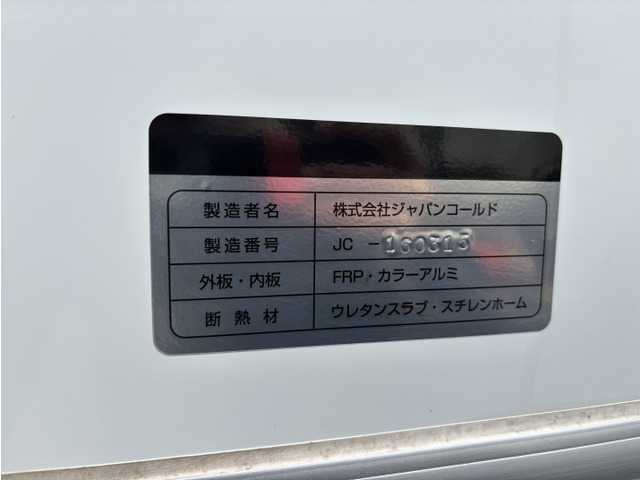 製造者名 株式会社ジャパンコールド
製造番号 JC -160315
外板・内板 FRP・カラーアルミ
断熱材 ウレタンスラブ・スチレンホーム